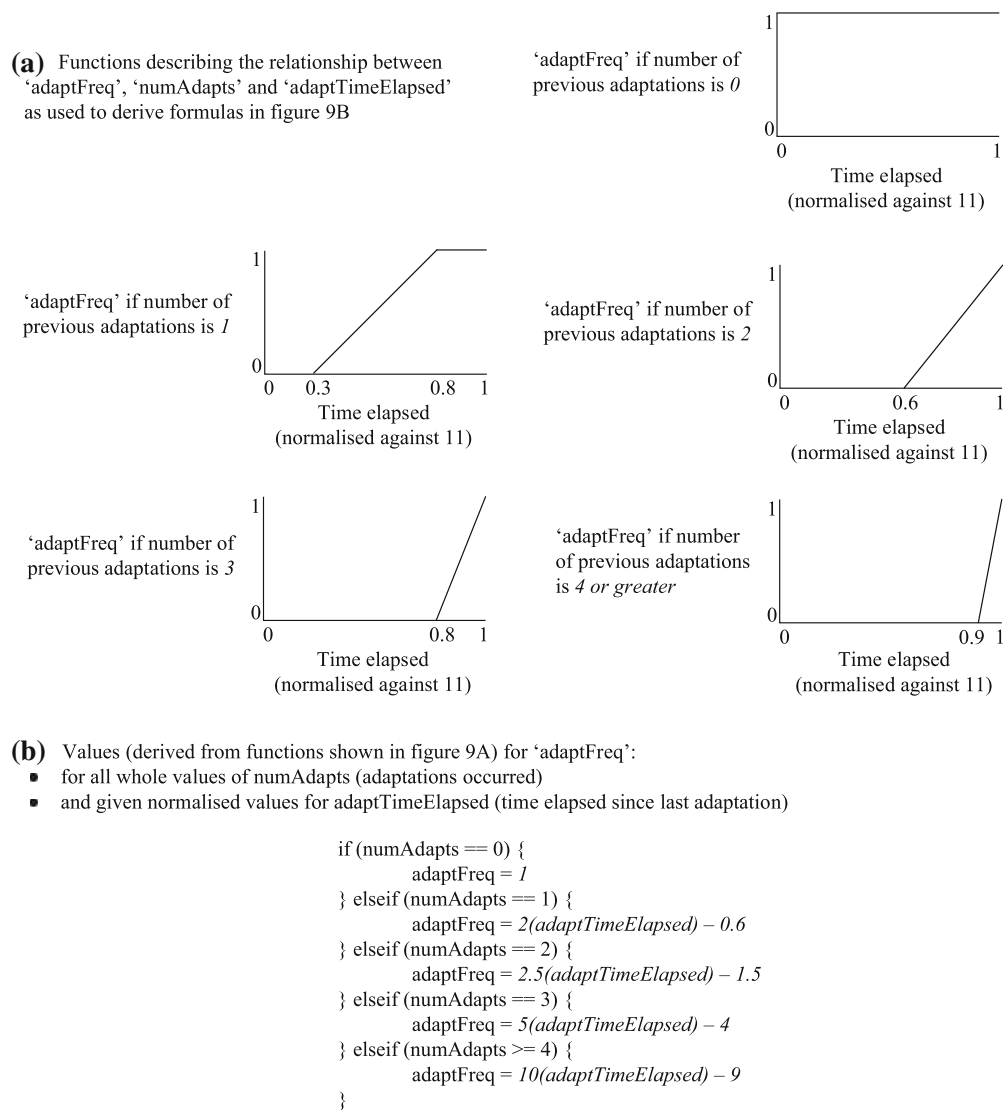 (a) Functions describing the relationship between
‘adaptFreq’, ‘numAdapts’ and ‘adaptTimeElapsed’
as used to derive formulas in figure 9B
‘adaptFreq’ if number of
previous adaptations is 0
1
0
0 1
Time elapsed
(normalised against 11)
‘adaptFreq’ if number of
previous adaptations is 1
1
0
0 0.3 0.8 1
Time elapsed
(normalised against 11)
‘adaptFreq’ if number of
previous adaptations is 2
1
0
0 0.6 1
Time elapsed
(normalised against 11)
‘adaptFreq’ if number of
previous adaptations is 3
1
0
0 0.8 1
Time elapsed
(normalised against 11)
‘adaptFreq’ if number
of previous adaptations
is 4 or greater
1
0
0 0.9 1
Time elapsed
(normalised against 11)
(b) Values (derived from functions shown in figure 9A) for ‘adaptFreq’:
▪ for all whole values of numAdapts (adaptations occurred)
▪ and given normalised values for adaptTimeElapsed (time elapsed since last adaptation)
if (numAdapts == 0) {
adaptFreq = 1
} elseif (numAdapts == 1) {
adaptFreq = 2(adaptTimeElapsed) – 0.6
} elseif (numAdapts == 2) {
adaptFreq = 2.5(adaptTimeElapsed) – 1.5
} elseif (numAdapts == 3) {
adaptFreq = 5(adaptTimeElapsed) – 4
} elseif (numAdapts >= 4) {
adaptFreq = 10(adaptTimeElapsed) – 9
}